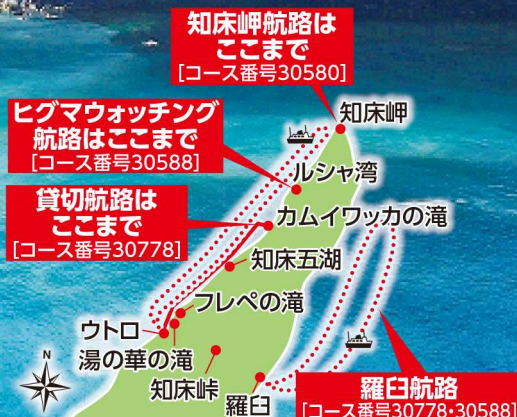 知床岬航路は
ここまで
[コース番号30580]
知床岬
ヒグマウォッチング
航路はここまで
[コース番号30588]
ルシャ湾
貸切航路は
ここまで
[コース番号30778]
カムイワッカの滝
知床五湖
フレペの滝
ウトロ
湯の華の滝
知床峠
羅臼
N
羅臼航路
[コース番号30778・30588]